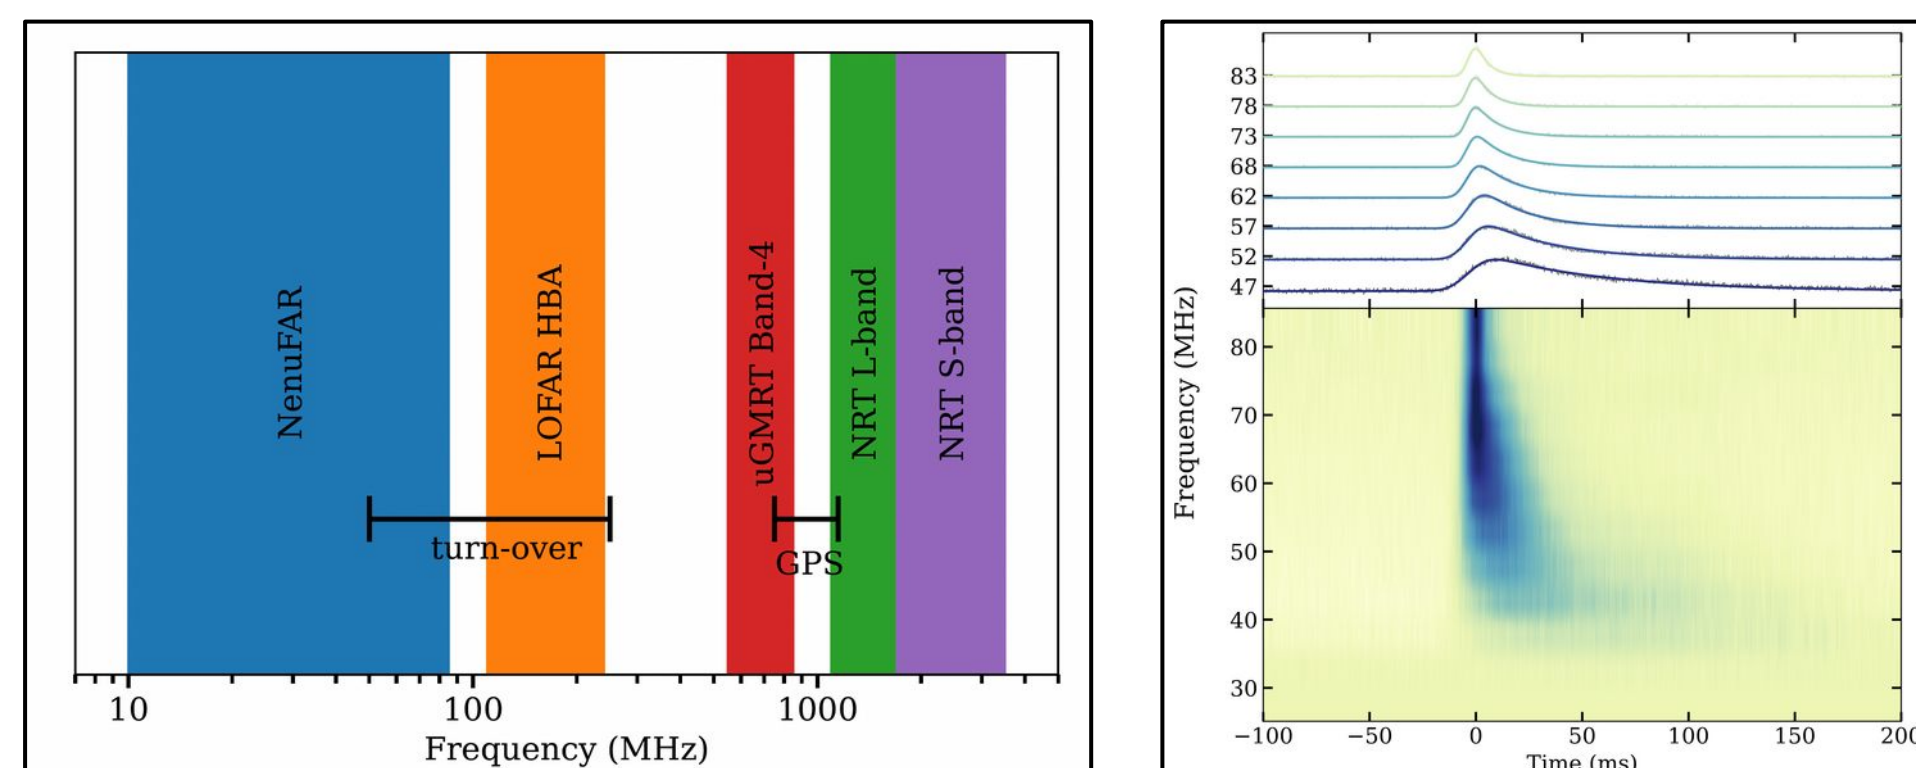 NenuFAR
LOFAR HBA
uGMRT Band-4
NRT L-band
NRT S-band
turn-over
GPS
10 100 1000
Frequency (MHz)
83
78
73
68
62
57
52
47
80
70
60
50
40
30
Frequency (MHz)
−100 −50 0 50 100 150 200
Time (ms)